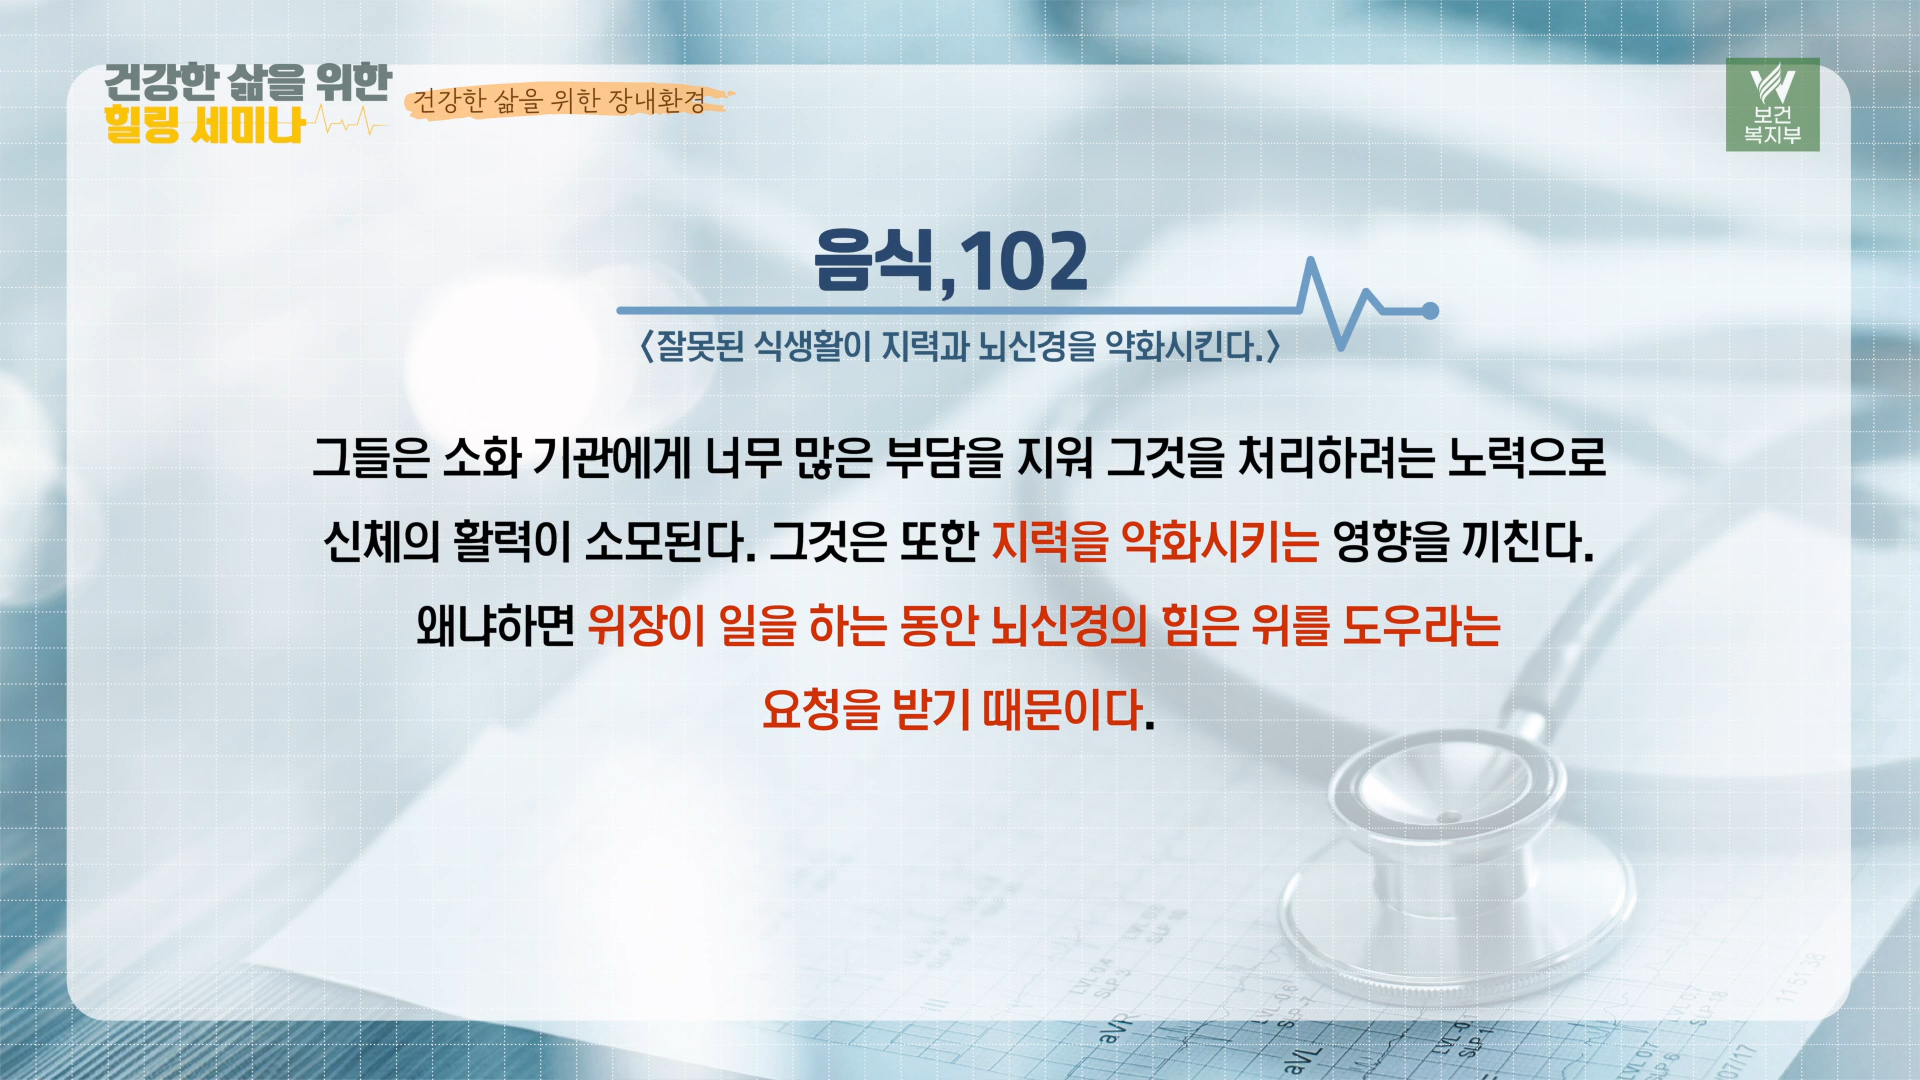 건강한 삶을 위한
힐링 세미나
건강한 삶을 위한 장내환경
보건
복지부
음식,102
<잘못된 식생활이 지력과 뇌신경을 약화시킨다.>
그들은 소화 기관에게 너무 많은 부담을 지워 그것을 처리하려는 노력으로
신체의 활력이 소모된다. 그것은 또한 지력을 약화시키는 영향을 끼친다.
왜냐하면 위장이 일을 하는 동안 뇌신경의 힘은 위를 도우라는
요청을 받기 때문이다.
11:51:38
aVR
aVL
07/17